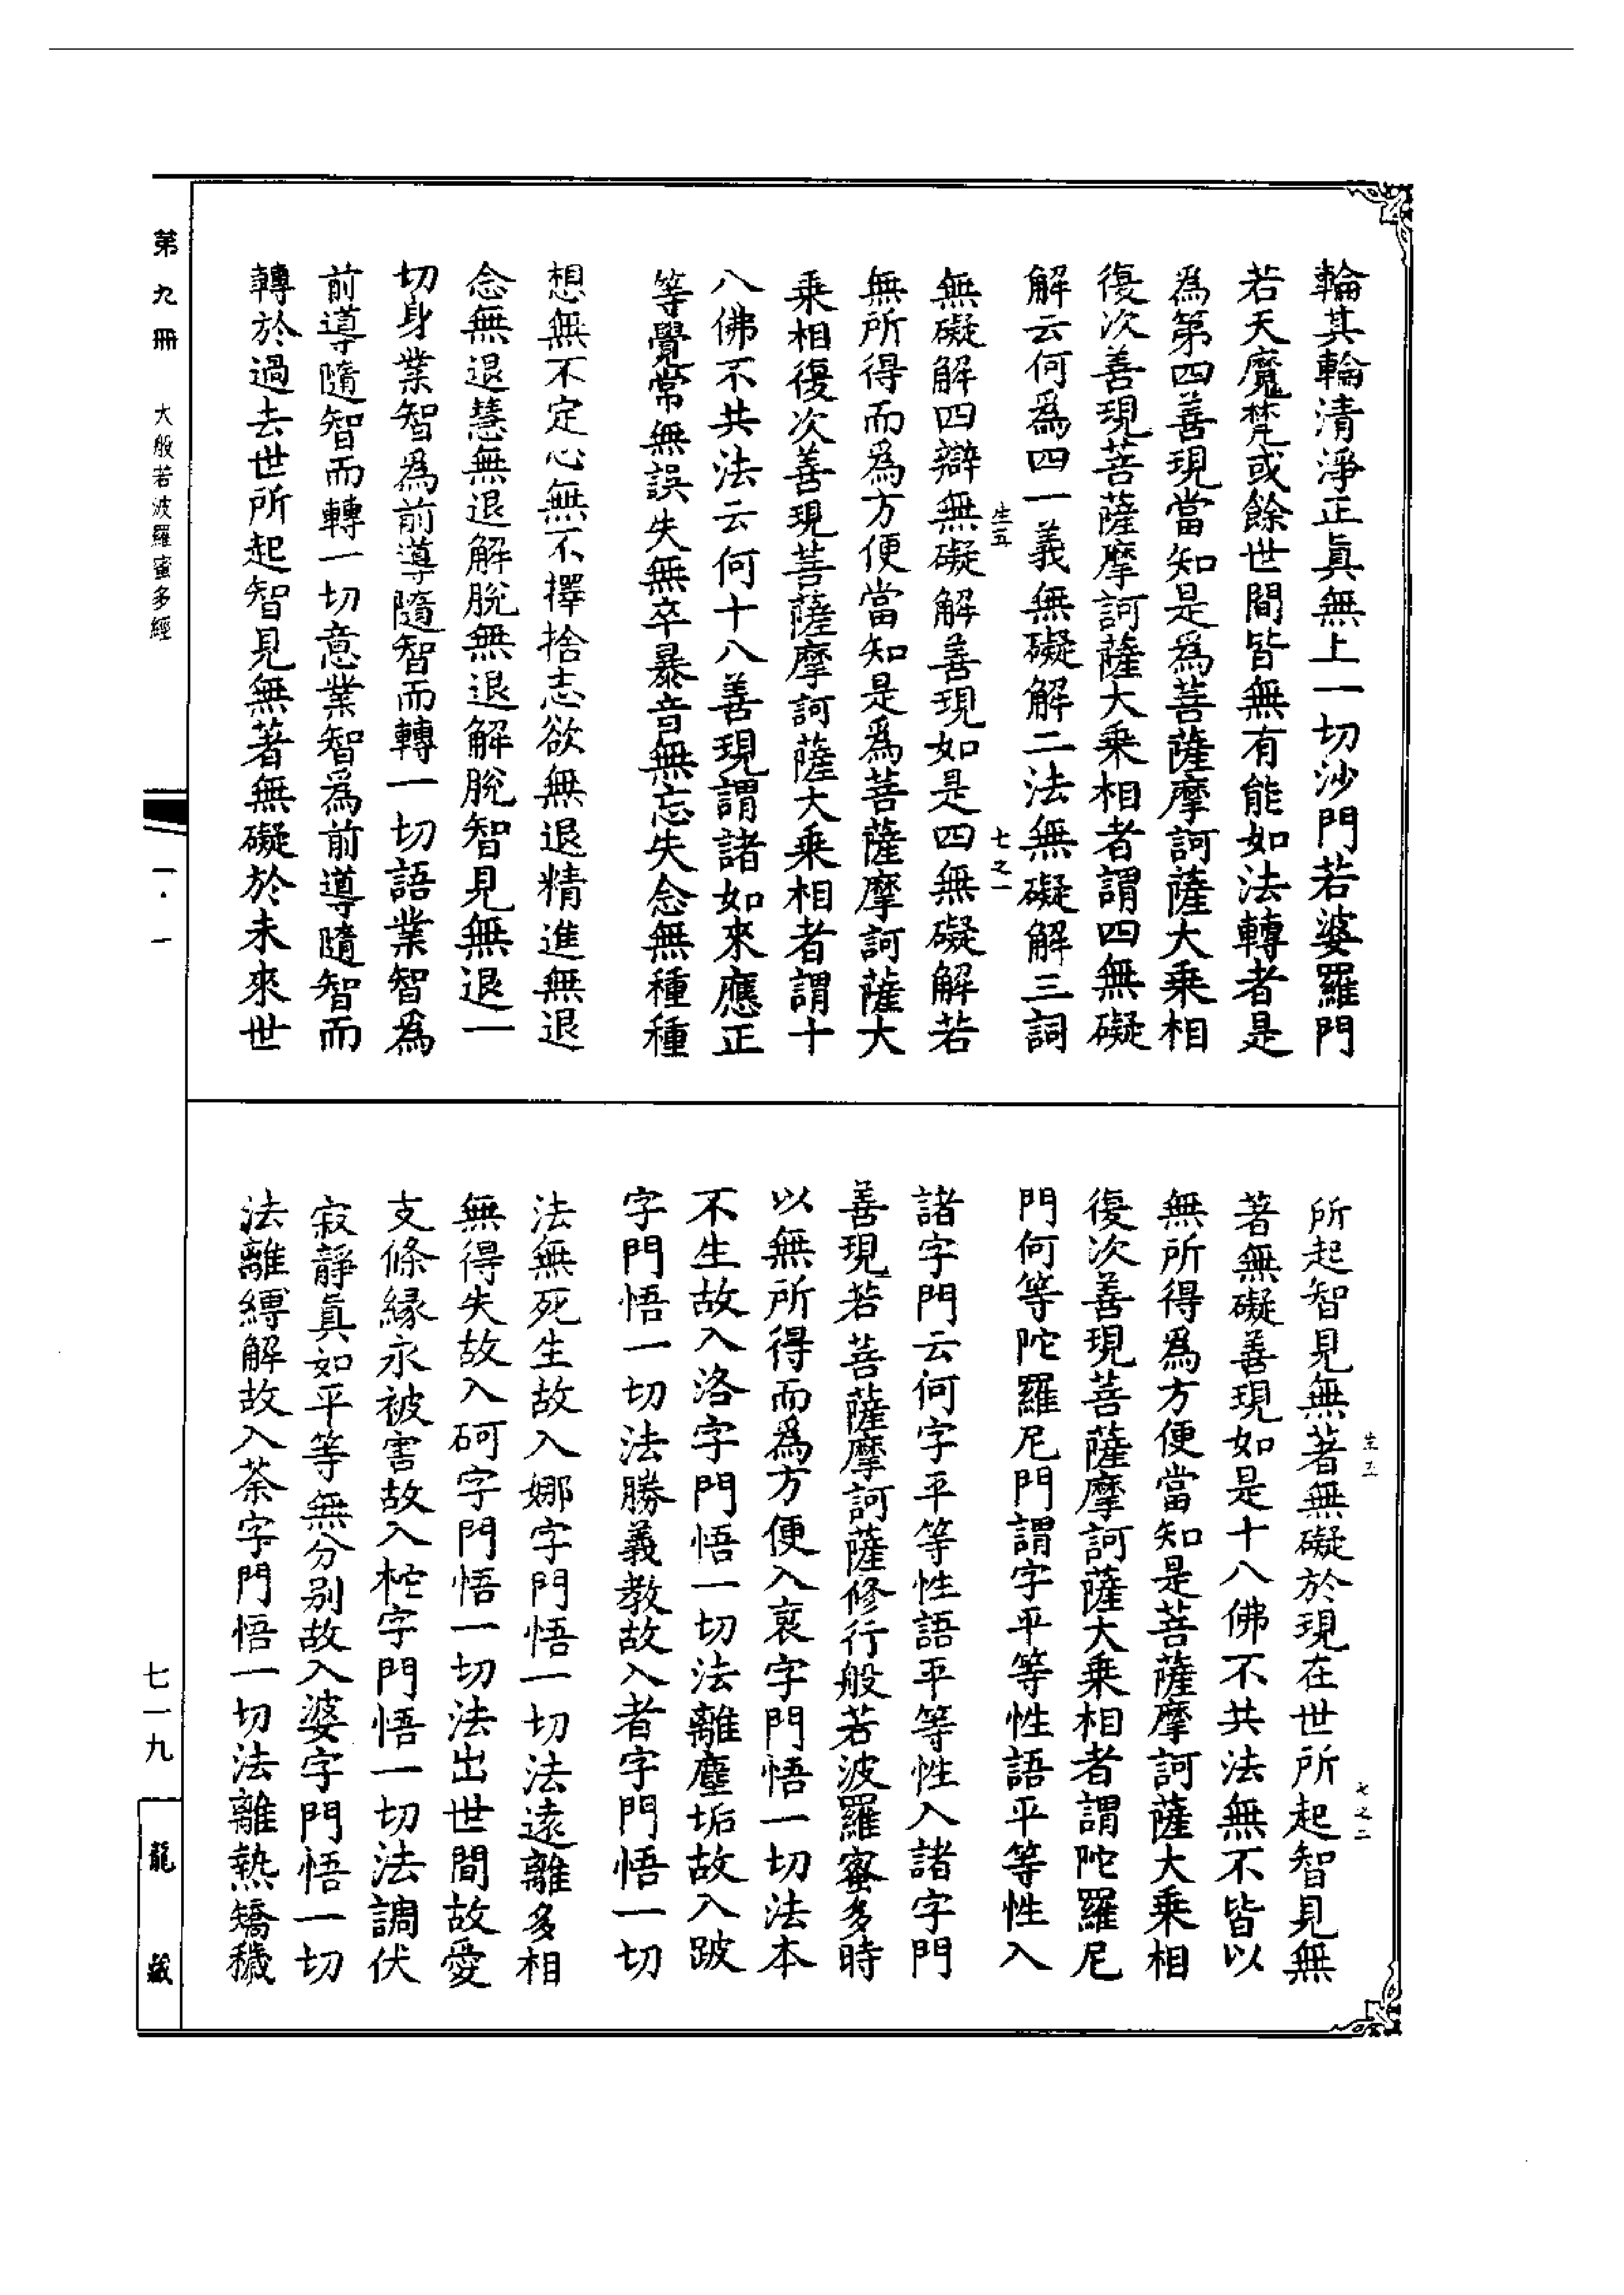 輪其輪清淨正眞無上一切沙門若婆羅門
若天魔梵或餘世間皆無有能如法轉者是
爲第四善現當知是爲菩薩摩訶薩大乘相
復次善現菩薩摩訶薩大乘相者謂四無礙
解云何爲四一義無礙解二法無礙解三詞
生五 七之一
無礙解四辯無礙解善現如是四無礙解若
無所得而爲方便當知是爲菩薩摩訶薩大
乘相復次善現菩薩摩訶薩大乘相者謂十
八佛不共法云何十八善現謂諸如來應正
等覺常無誤失無卒暴音無忘失念無種種
想無不定心無不擇捨志欲無退精進無退
念無退慧無退解脫無退解脫智見無退一
切身業智爲前導隨智而轉一切語業智爲
前導隨智而轉一切意業智爲前導隨智而
轉於過去世所起智見無著無礙於未來世
生五 七之二
所起智見無著無礙於現在世所起智見無
著無礙善現如是十八佛不共法無不皆以
無所得爲方便當知是菩薩摩訶薩大乘相
復次善現菩薩摩訶薩大乘相者謂陀羅尼
門何等陀羅尼門謂字平等性語平等性入
諸字門云何字平等性語平等性入諸字門
善現若菩薩摩訶薩修行般若波羅蜜多時
以無所得而爲方便入裒字門悟一切法本
不生故入洛字門悟一切法離塵垢故入跛
字門悟一切法勝義教故入者字門悟一切
法無死生故入娜字門悟一切法遠離多相
無得失故入砢字門悟一切法出世間故愛
支條緣永被害故入柁字門悟一切法調伏
寂靜眞如平等無分別故入婆字門悟一切
法離縛解故入荼字門悟一切法離熱矯穢
第九冊 大般若波羅蜜多經
一·一
七一九
龍藏